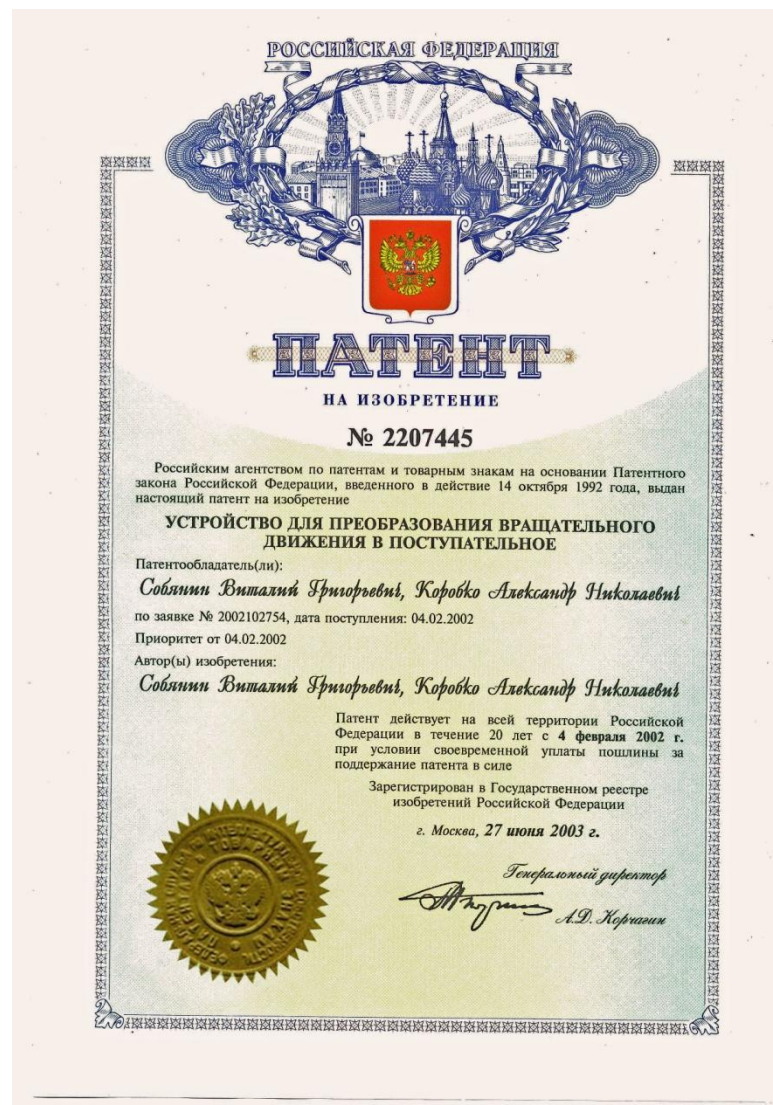 РОССИЙСКАЯ ФЕДЕРАЦИЯ
ПАТЕНТ
НА ИЗОБРЕТЕНИЕ
№ 2207445
Российским агентством по патентам и товарным знакам на основании Патентного
закона Российской Федерации, введенного в действие 14 октября 1992 года, выдан
настоящий патент на изобретение
УСТРОЙСТВО ДЛЯ ПРЕОБРАЗОВАНИЯ ВРАЩАТЕЛЬНОГО
ДВИЖЕНИЯ В ПОСТУПАТЕЛЬНОЕ
Патентообладатель(ли):
Собянин Виталий Григорьевич, Коробко Александр Николаевич
по заявке № 2002102754, дата поступления: 04.02.2002
Приоритет от 04.02.2002
Автор(ы) изобретения:
Собянин Виталий Григорьевич, Коробко Александр Николаевич
Патент действует на всей территории Российской
Федерации в течение 20 лет с 4 февраля 2002 г.
при условии своевременной уплаты пошлины за
поддержание патента в силе
Зарегистрирован в Государственном реестре
изобретений Российской Федерации
г. Москва, 27 июня 2003 г.
Генеральный директор
А.Д. Корчагин